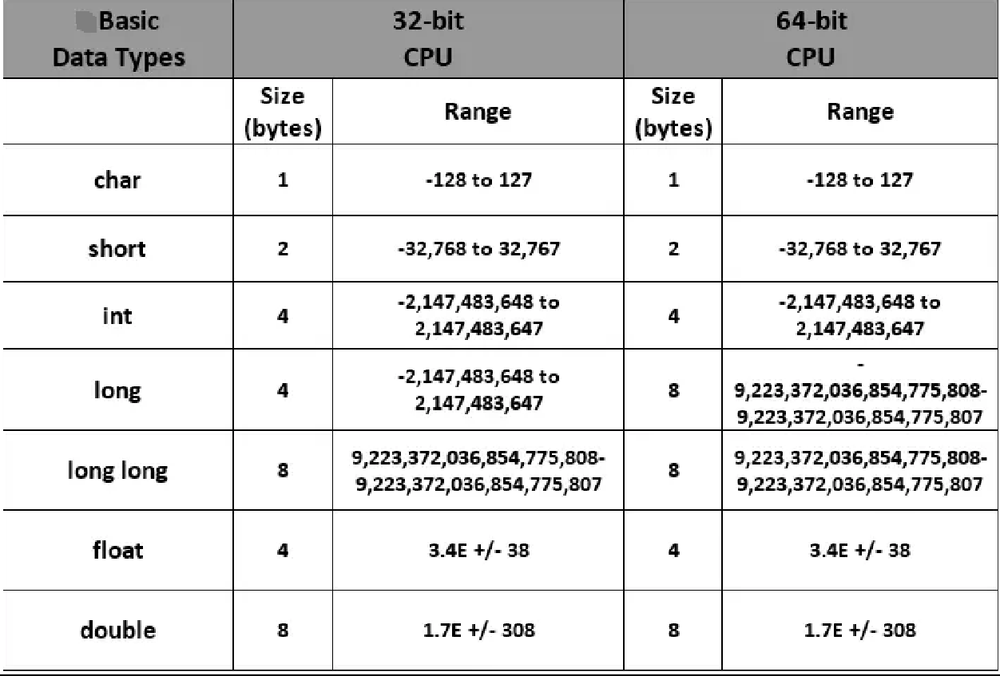 Basic
Data Types
32-bit
CPU
64-bit
CPU
Size
(bytes)
Range
Size
(bytes)
Range
char
1
-128 to 127
1
-128 to 127
short
2
-32,768 to 32,767
2
-32,768 to 32,767
int
4
-2,147,483,648 to
2,147,483,647
4
-2,147,483,648 to
2,147,483,647
long
4
-2,147,483,648 to
2,147,483,647
8
-
9,223,372,036,854,775,808-
9,223,372,036,854,775,807
long long
8
9,223,372,036,854,775,808-
9,223,372,036,854,775,807
8
9,223,372,036,854,775,808-
9,223,372,036,854,775,807
float
4
3.4E +/- 38
4
3.4E +/- 38
double
8
1.7E +/- 308
8
1.7E +/- 308